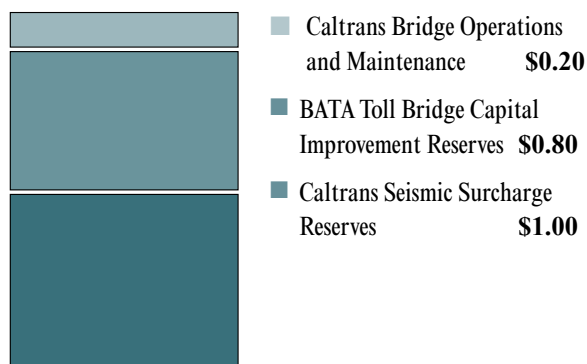 Caltrans Bridge Operations
and Maintenance $0.20
BATA Toll Bridge Capital
Improvement Reserves $0.80
Caltrans Seismic Surcharge
Reserves $1.00